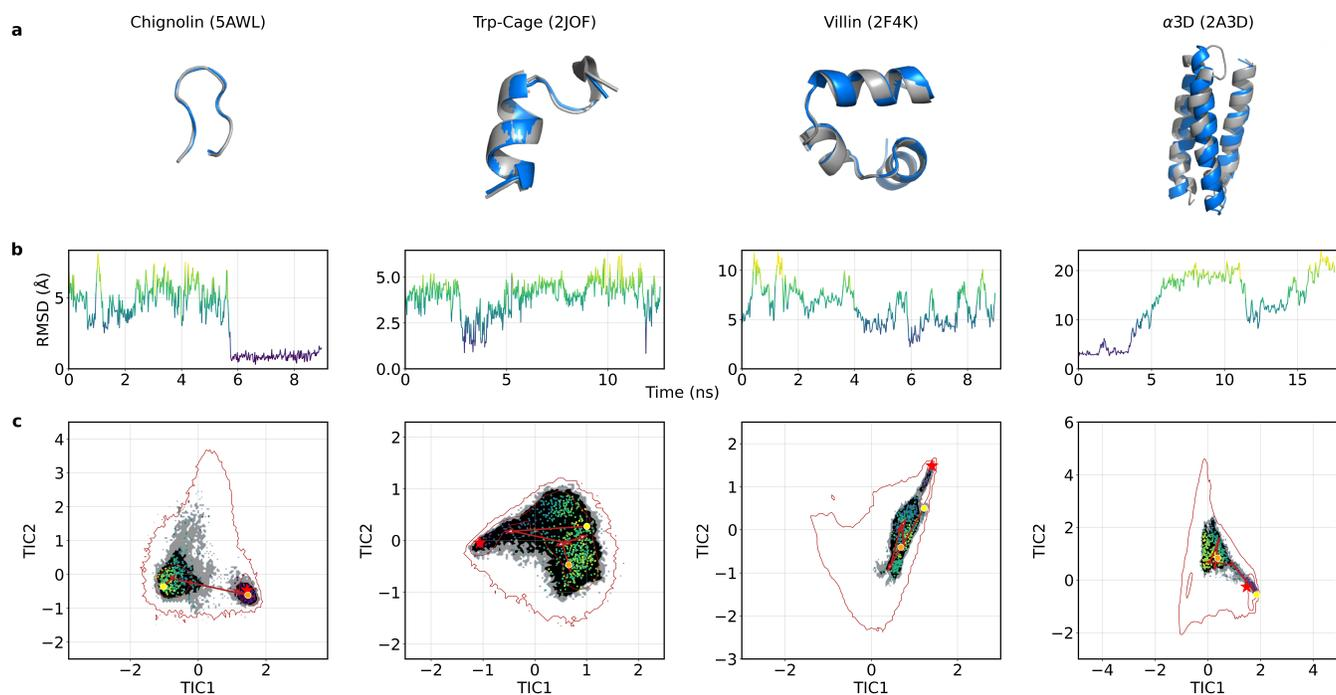 a
Chignolin (5AWL)
Trp-Cage (2JOF)
Villin (2F4K)
α3D (2A3D)
b
RMSD (Å)
5
0
0 2 4 6 8
5.0
2.5
0.0
0 5 10
10
5
0
0 2 4 6 8
20
10
0
0 5 10 15
Time (ns)
c
TIC2
4
3
2
1
0
−1
−2
−2 0 2
TIC1
TIC2
2
1
0
−1
−2
−2 −1 0 1 2
TIC1
TIC2
2
1
0
−1
−2
−3
−2 0 2
TIC1
TIC2
6
4
2
0
−2
−4 −2 0 2 4
TIC1